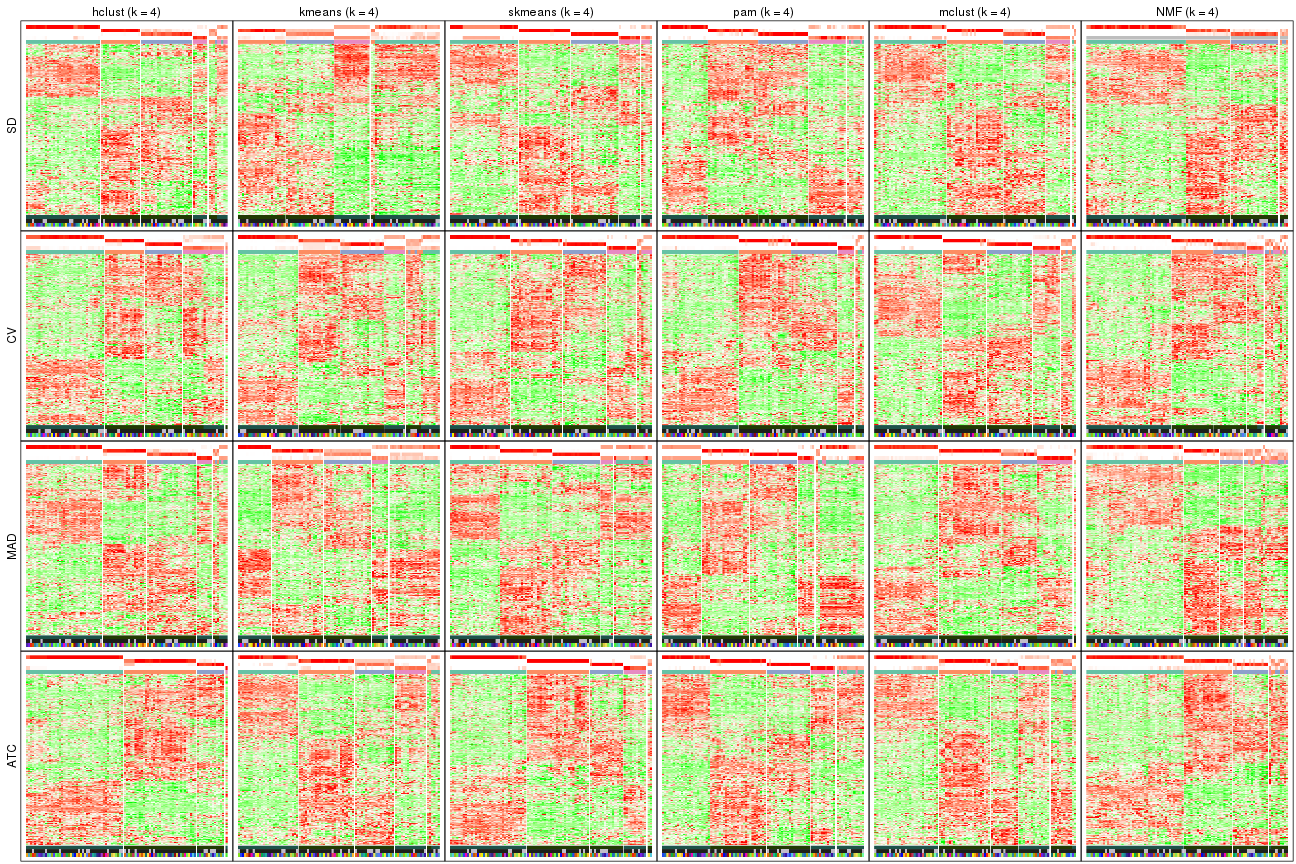 hclust (k = 4) kmeans (k = 4) skmeans (k = 4) pam (k = 4) mclust (k = 4) NMF (k = 4)
SD
CV
MAD
ATC